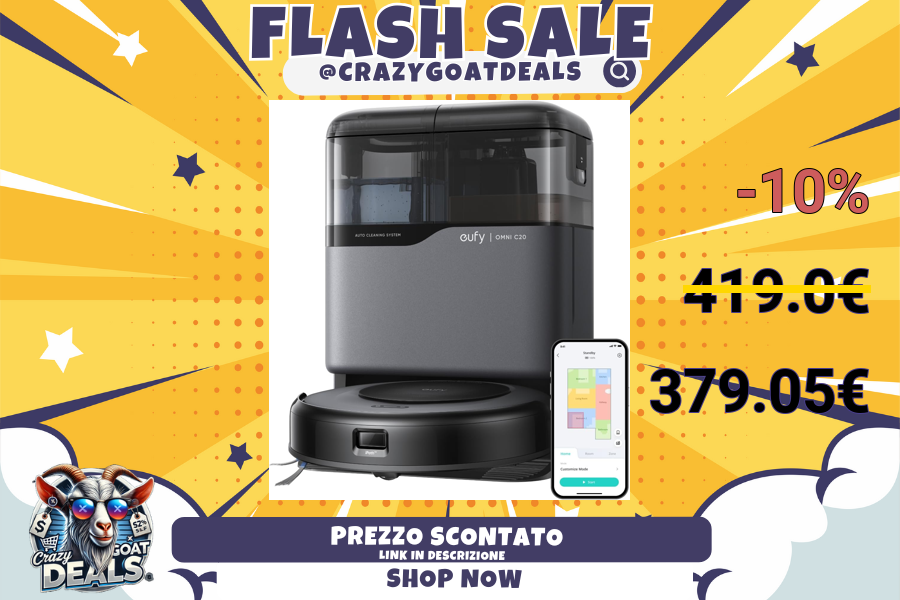 FLASH SALE
@CRAZYGOATDEALS
-10%
419.0€
379.05€
AUTO CLEANING SYSTEM
eufy | OMNI C20
$
52%
Crazy
GOAT
DEALS
PREZZO SCONTATO
LINK IN DESCRIZIONE
SHOP NOW